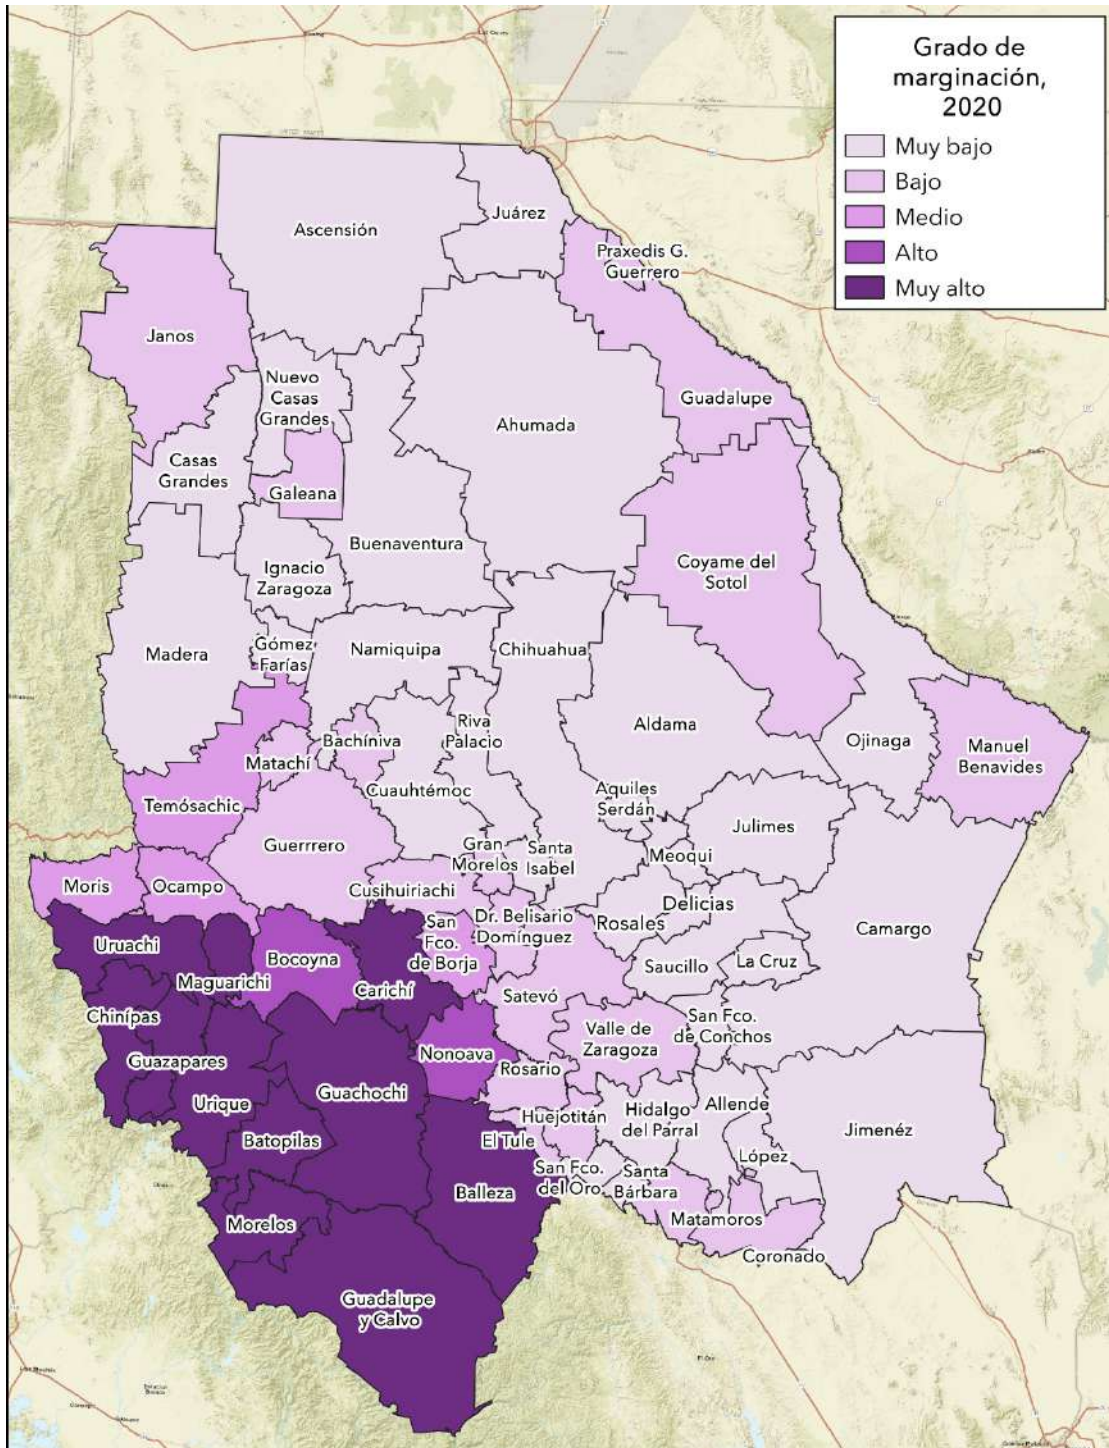 Grado de
marginación,
2020
Muy bajo
Bajo
Medio
Alto
Muy alto
Juárez
Ascensión
Praxedis G.
Guerrero
Janos
Nuevo
Casas
Grandes
Guadalupe
Ahumada
Casas
Grandes
Galeana
Buenaventura
Ignacio
Zaragoza
Coyame del
Sotol
Madera
Gómez
Farías
Namiquipa
Chihuahua
Riva
Palacio
Aldama
Bachíniva
Ojinaga
Manuel
Benavides
Matachí
Cuauhtémoc
Aquiles
Serdán
Temósachic
Julimes
Guerrrero
Gran
Morelos
Santa
Isabel
Meoqui
Moris
Ocampo
Cusihuiriachi
Delicias
San
Fco.
de Borja
Dr. Belisario
Domínguez
Rosales
Camargo
Uruachi
Bocoyna
Saucillo
La Cruz
Maguarichi
Carichí
Satevó
Chinípas
San Fco.
de Conchos
Valle de
Zaragoza
Nonoava
Guazapares
Rosario
Guachochi
Urique
Huejotitán
Hidalgo
del Parral
Allende
Jimenéz
Batopilas
El Tule
López
San Fco.
del Oro
Santa
Bárbara
Balleza
Morelos
Matamoros
Coronado
Guadalupe
y Calvo